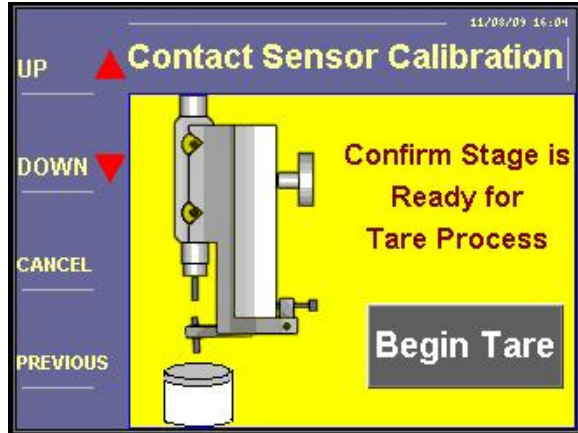 11/03/09 16:04
Contact Sensor Calibration
UP
DOWN
CANCEL
PREVIOUS
Confirm Stage is
Ready for
Tare Process
Begin Tare